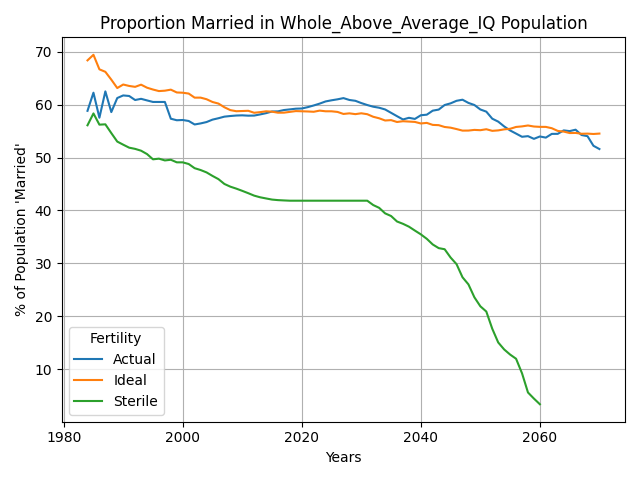 Proportion Married in Whole_Above_Average_IQ Population
% of Population 'Married'
70
60
50
40
30
20
10
Fertility
Actual
Ideal
Sterile
1980
2000
2020
2040
2060
Years